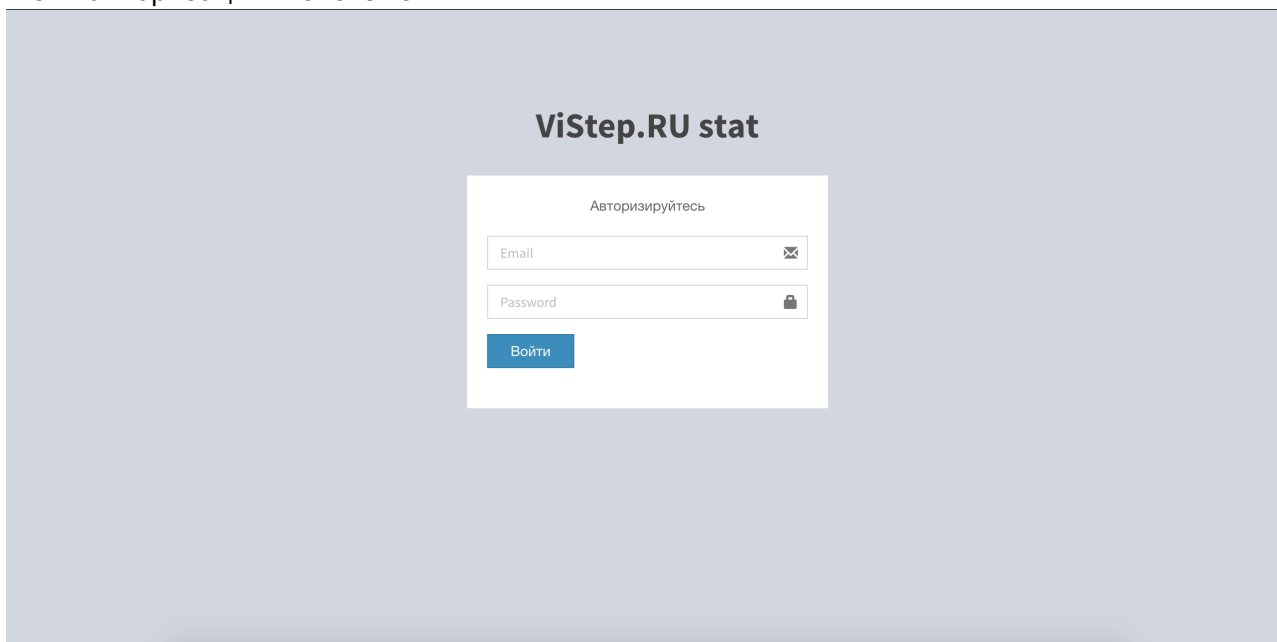 ViStep.RU stat
Авторизируйтесь
Email
Password
Войти